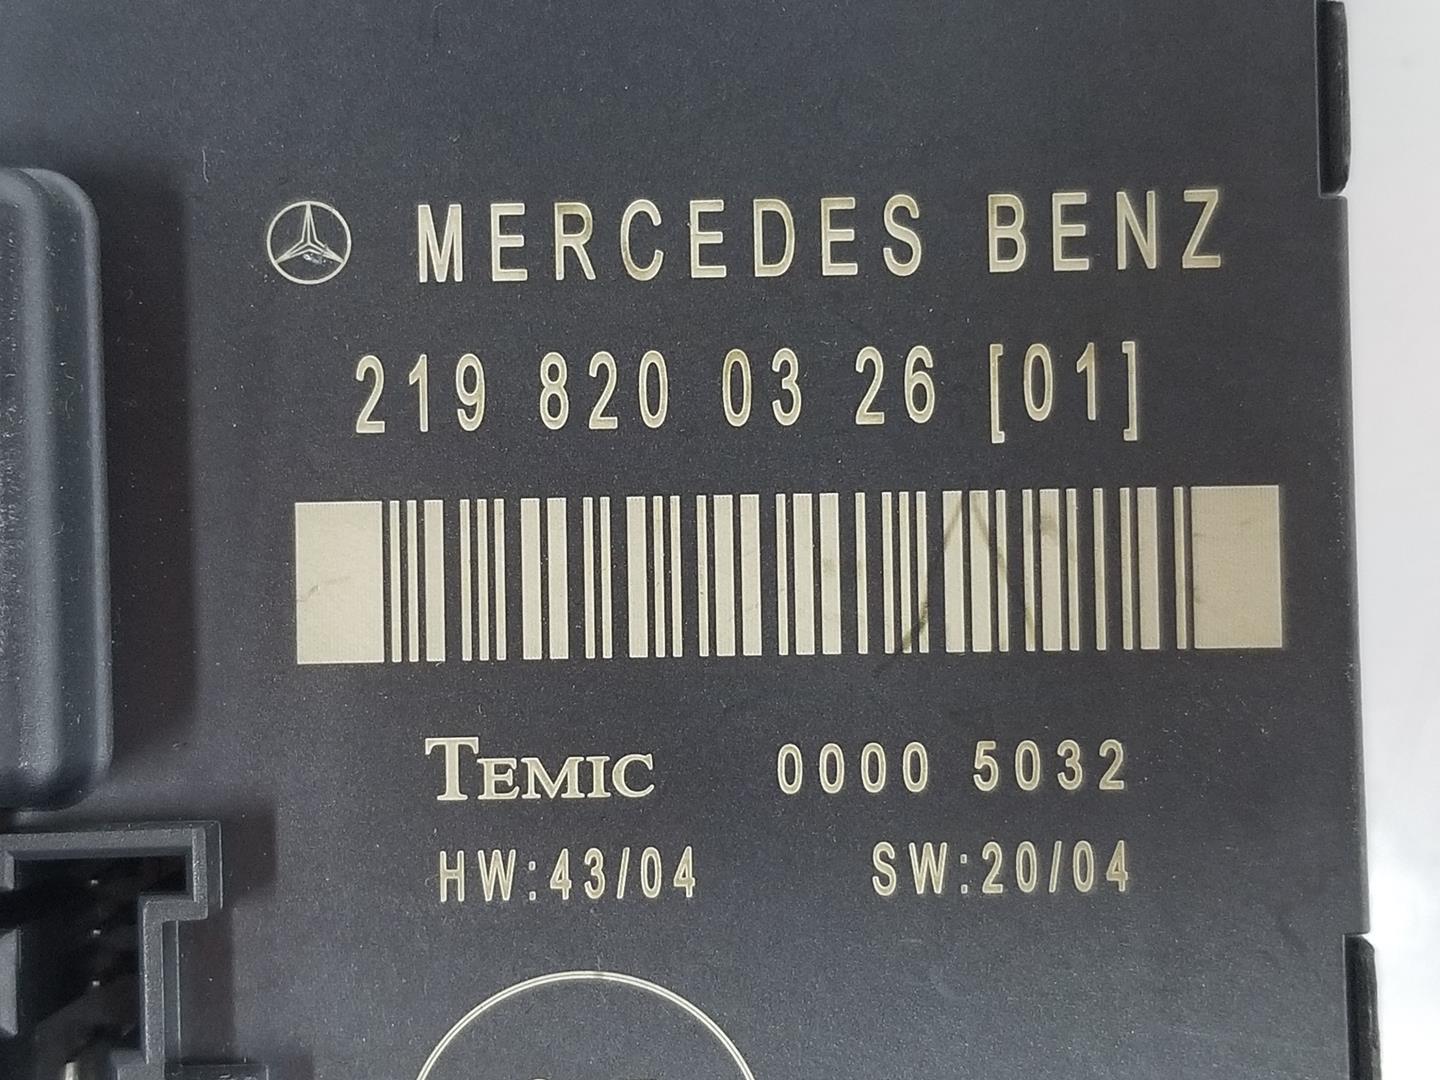 MERCEDES BENZ
219 820 03 26 [01]
TEMIC 0000 5032
HW:43/04 SW:20/04